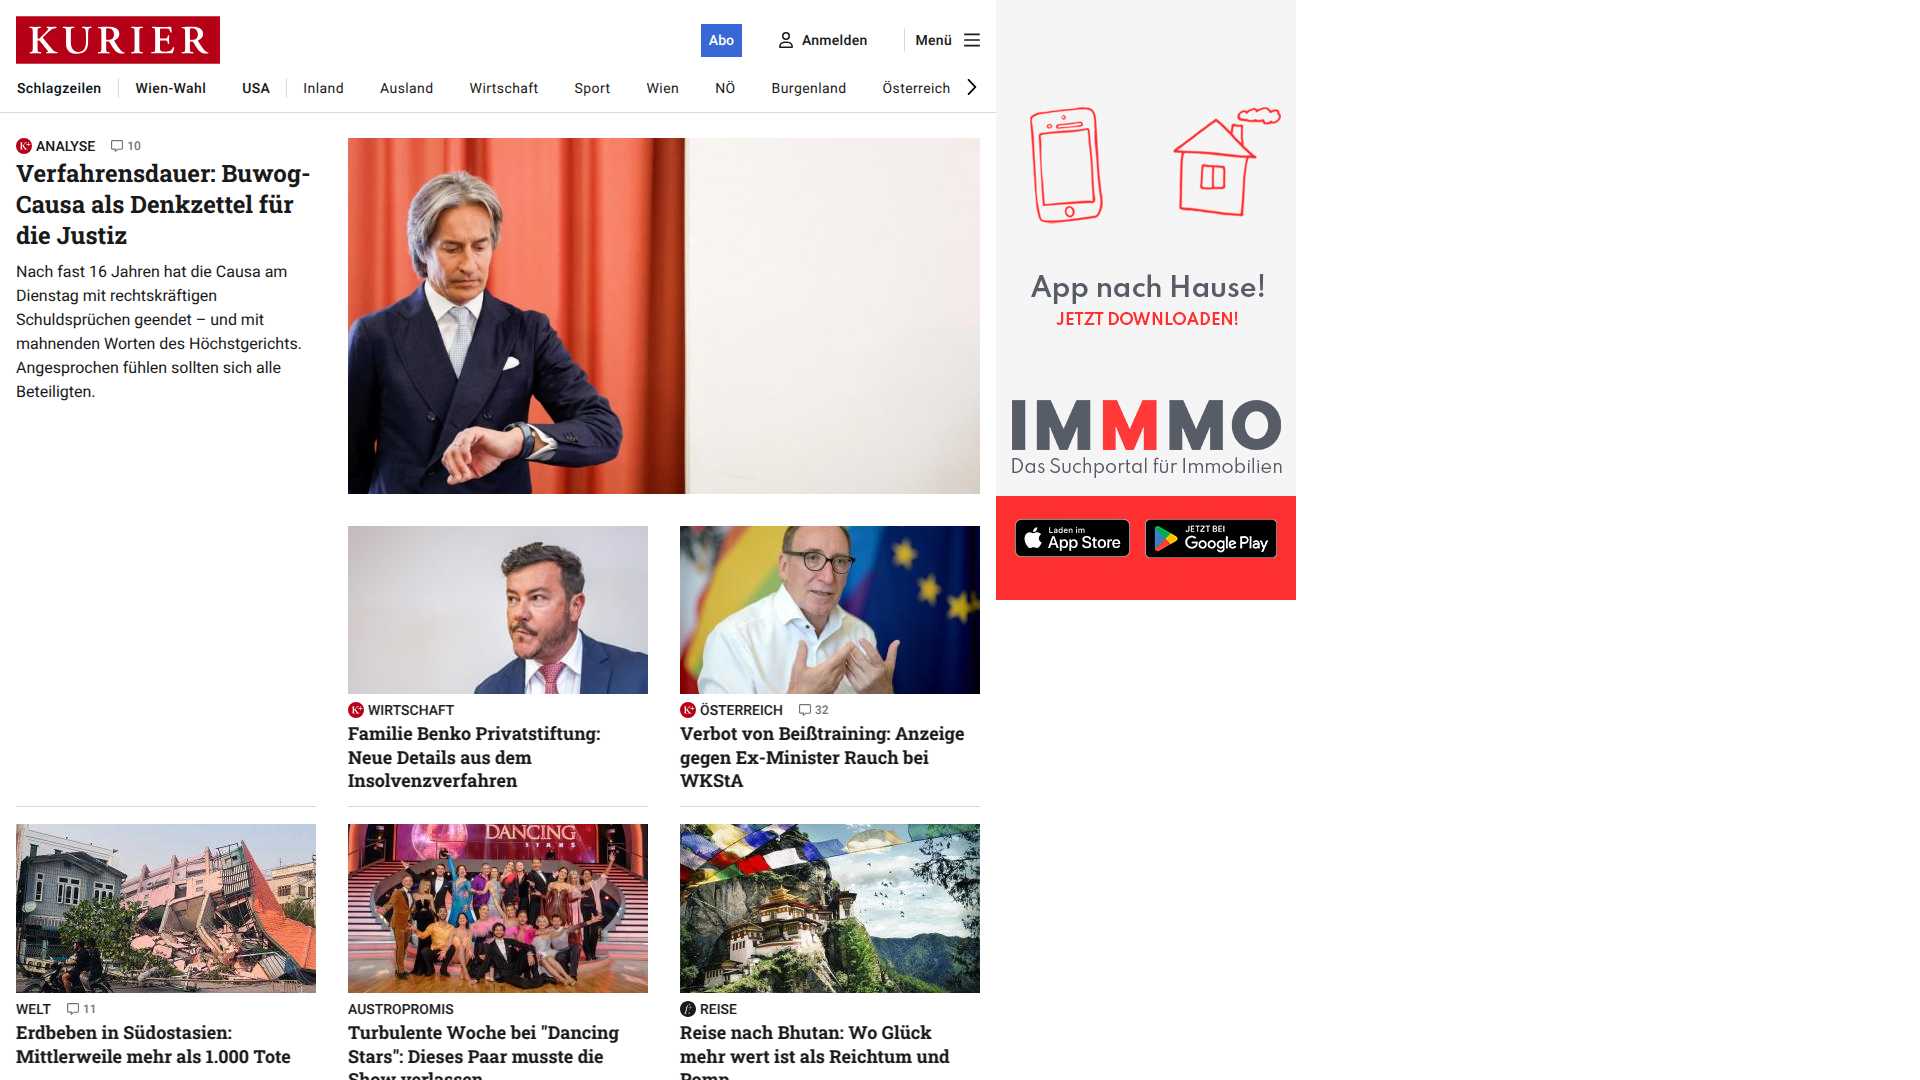 KURIER
Abo
Anmelden
Menü
Schlagzeilen
Wien-Wahl
USA
Inland
Ausland
Wirtschaft
Sport
Wien
NÖ
Burgenland
Österreich
K+ ANALYSE 10
Verfahrensdauer: Buwog-
Causa als Denkzettel für
die Justiz
Nach fast 16 Jahren hat die Causa am
Dienstag mit rechtskräftigen
Schuldsprüchen geendet – und mit
mahnenden Worten des Höchstgerichts.
Angesprochen fühlen sollten sich alle
Beteiligten.
K+ WIRTSCHAFT
Familie Benko Privatstiftung:
Neue Details aus dem
Insolvenzverfahren
K+ ÖSTERREICH 32
Verbot von Beißtraining: Anzeige
gegen Ex-Minister Rauch bei
WKStA
WELT 11
Erdbeben in Südostasien:
Mittlerweile mehr als 1.000 Tote
DANCING
STARS
AUSTROPROMIS
Turbulente Woche bei "Dancing
Stars": Dieses Paar musste die
Show verlassen
REISE
Reise nach Bhutan: Wo Glück
mehr wert ist als Reichtum und
Pomp
App nach Hause!
JETZT DOWNLOADEN!
IMMMO
Das Suchportal für Immobilien
Laden im
App Store
JETZT BEI
Google Play